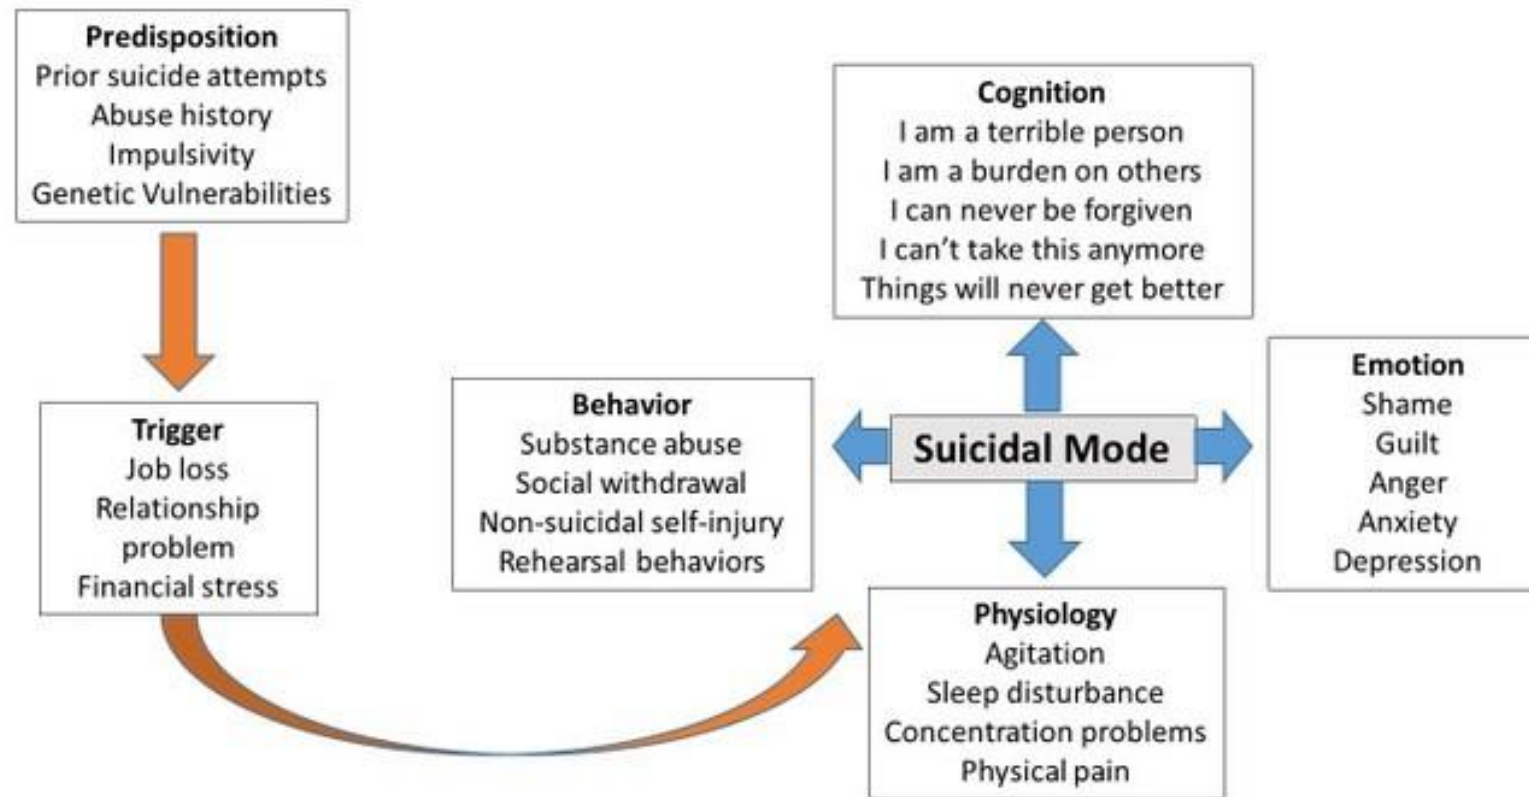 Predisposition
Prior suicide attempts
Abuse history
Impulsivity
Genetic Vulnerabilities
Trigger
Job loss
Relationship
problem
Financial stress
Behavior
Substance abuse
Social withdrawal
Non-suicidal self-injury
Rehearsal behaviors
Cognition
I am a terrible person
I am a burden on others
I can never be forgiven
I can’t take this anymore
Things will never get better
Suicidal Mode
Emotion
Shame
Guilt
Anger
Anxiety
Depression
Physiology
Agitation
Sleep disturbance
Concentration problems
Physical pain